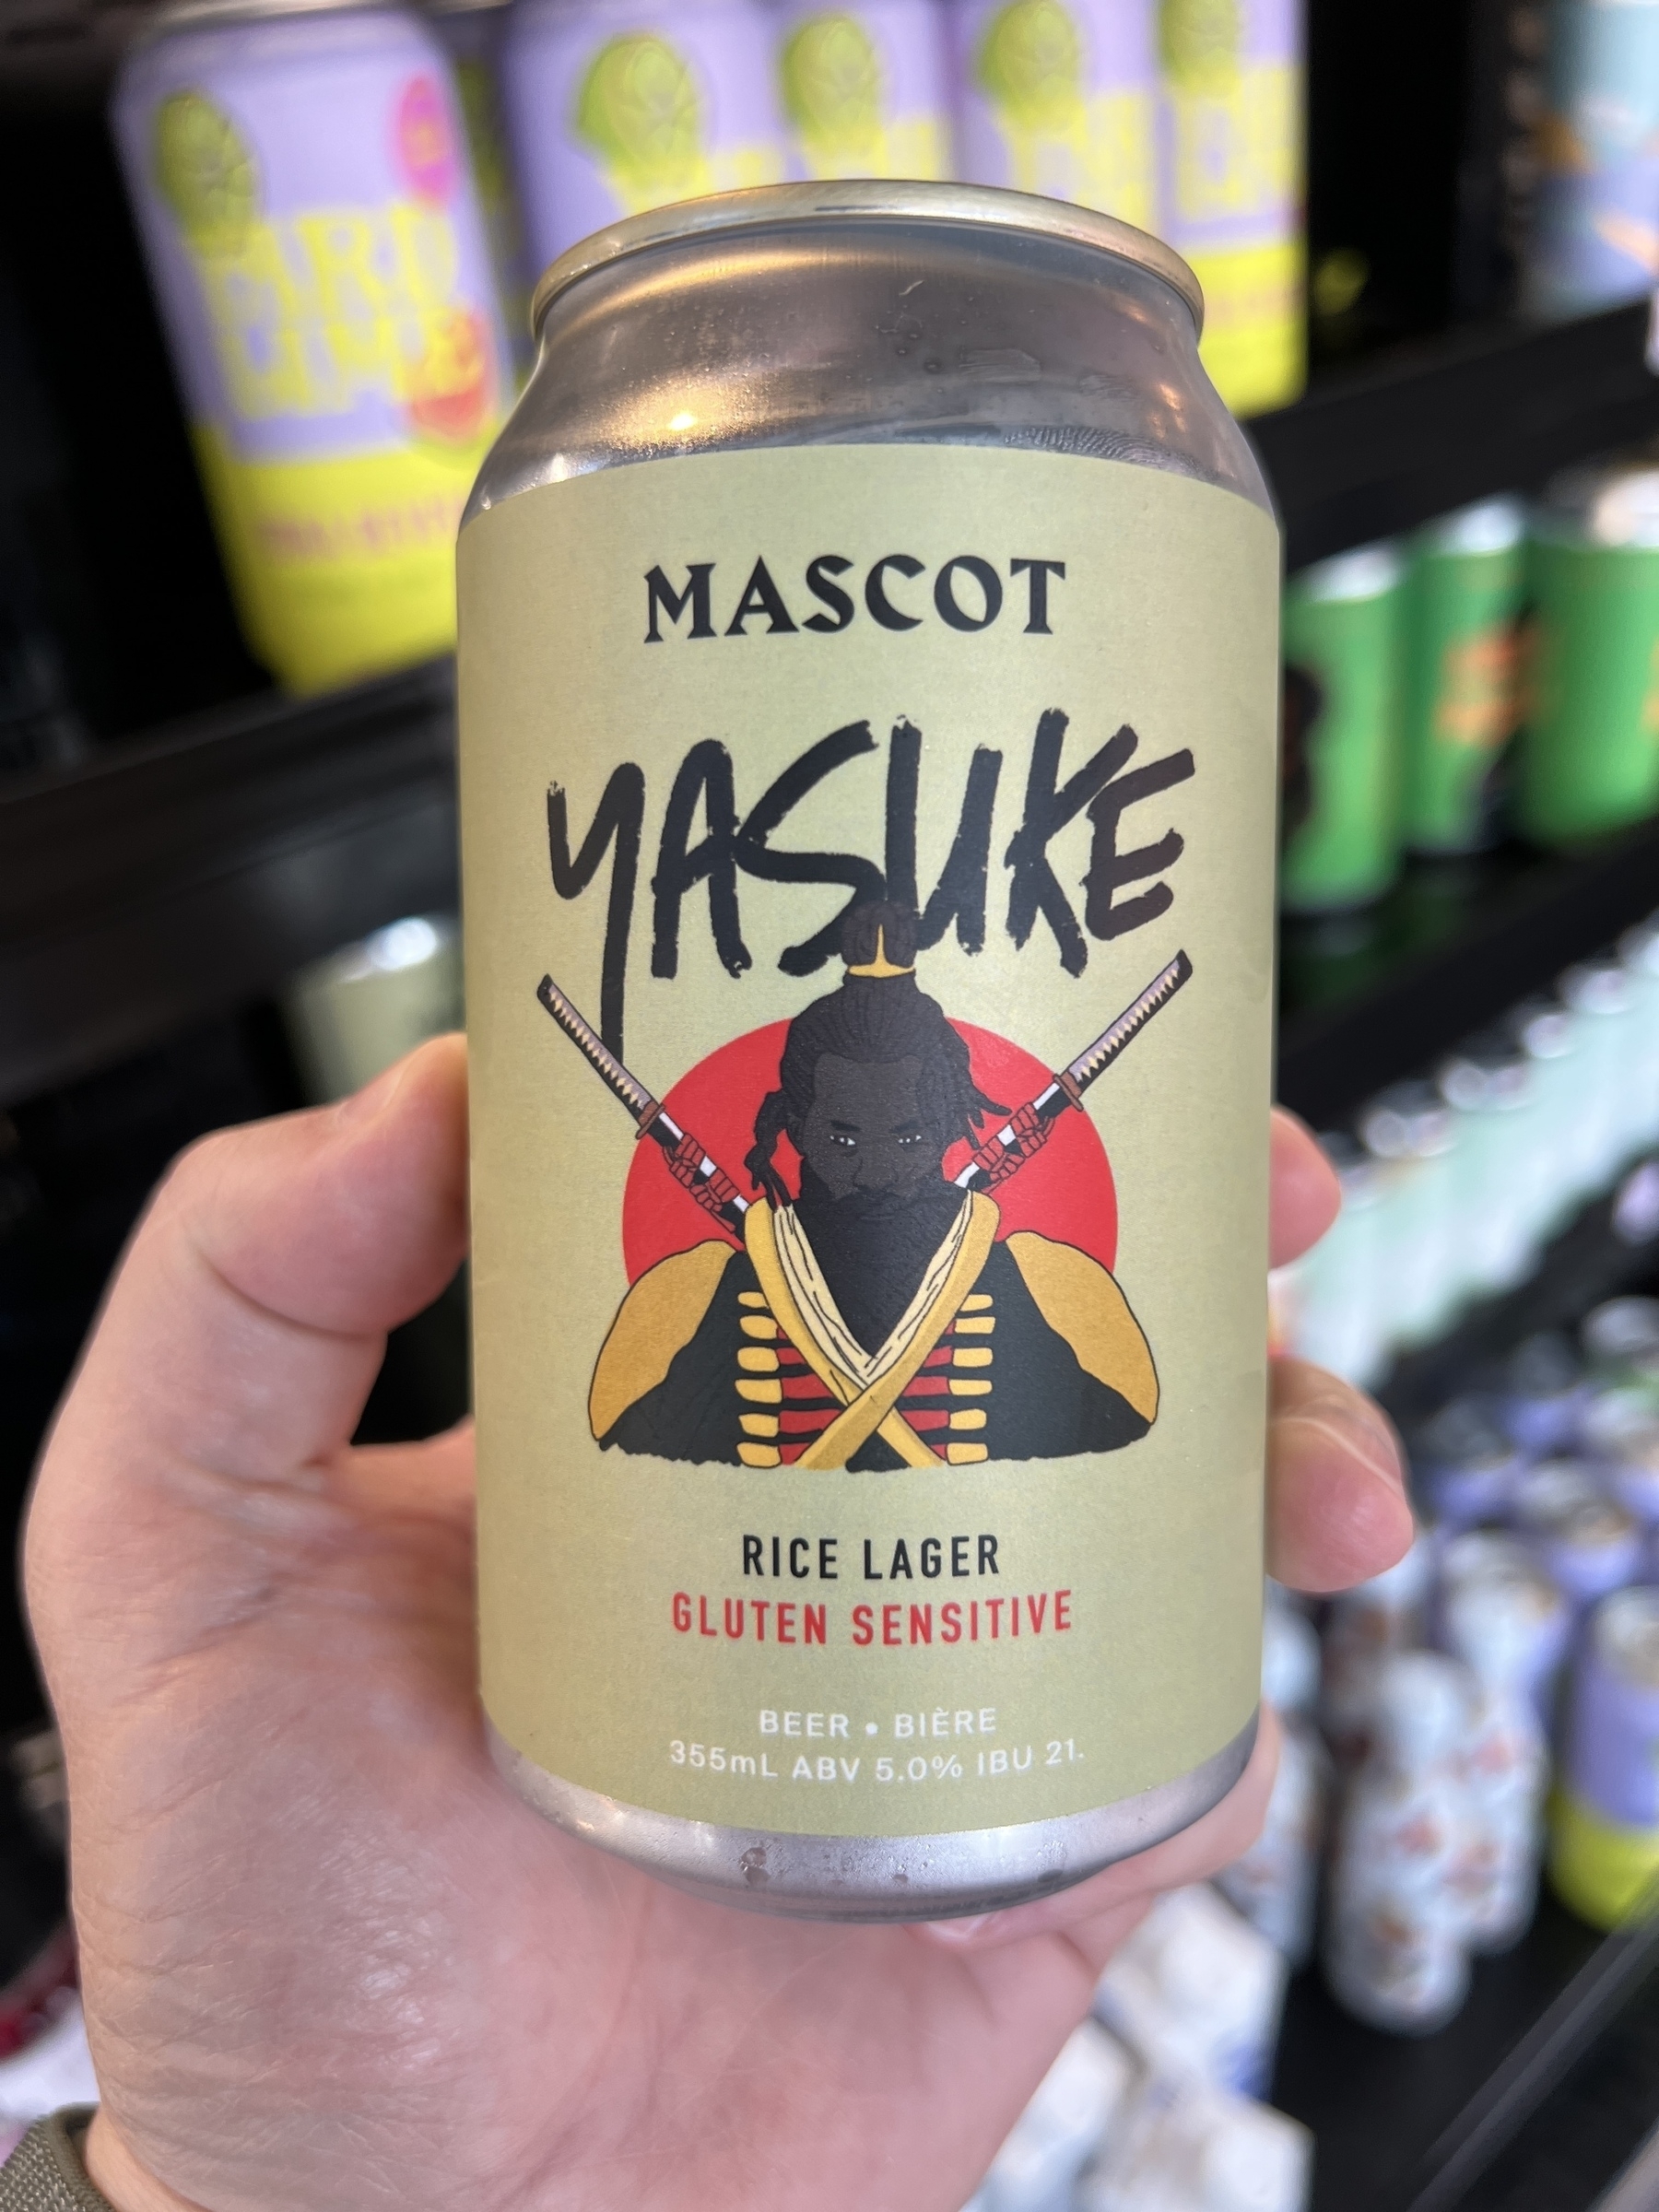 MASCOT
YASUKE
RICE LAGER
GLUTEN SENSITIVE
BEER • BIÈRE
355mL ABV 5.0% IBU 21.